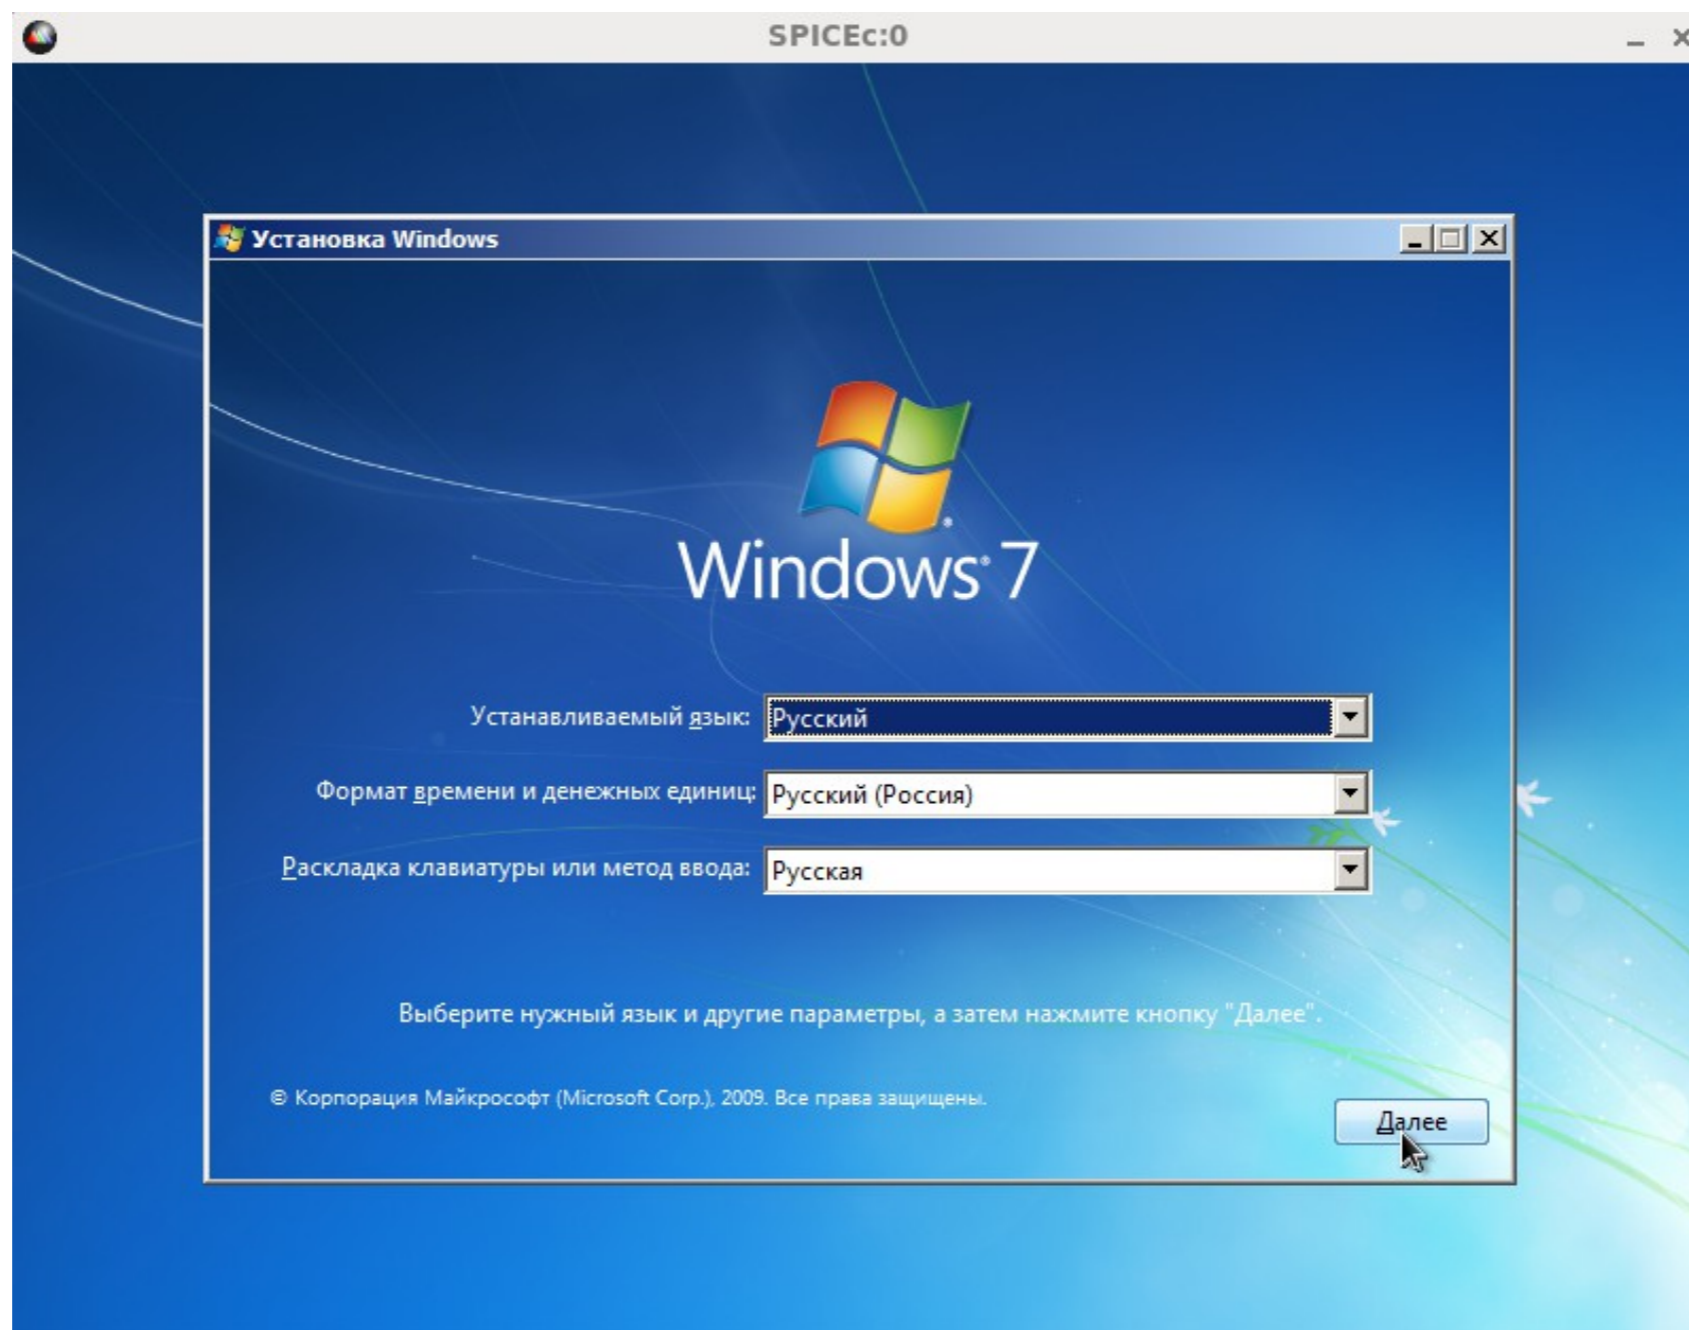 SPICEc:0
Установка Windows
Windows® 7
Устанавливаемый язык: Русский
Формат времени и денежных единиц: Русский (Россия)
Раскладка клавиатуры или метод ввода: Русская
Выберите нужный язык и другие параметры, а затем нажмите кнопку "Далее".
© Корпорация Майкрософт (Microsoft Corp.), 2009. Все права защищены.
Далее